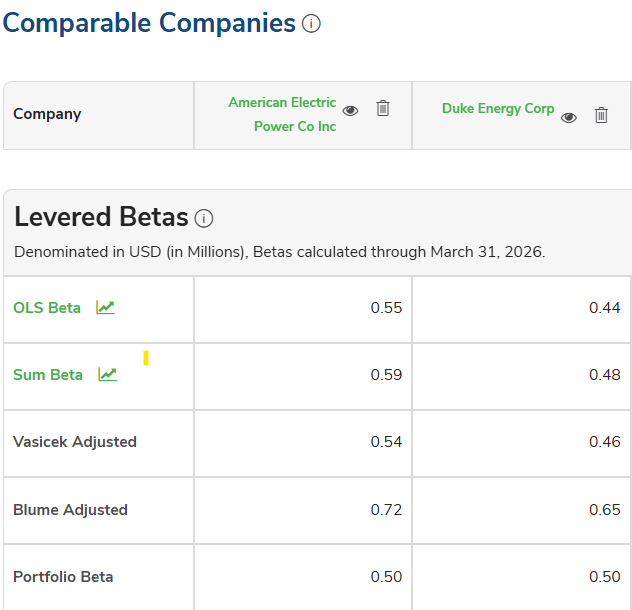 Comparable Companies
Company
American Electric
Power Co Inc
Duke Energy Corp
Levered Betas
Denominated in USD (in Millions), Betas calculated through March 31, 2026.
OLS Beta 0.55 0.44
Sum Beta 0.59 0.48
Vasicek Adjusted 0.54 0.46
Blume Adjusted 0.72 0.65
Portfolio Beta 0.50 0.50